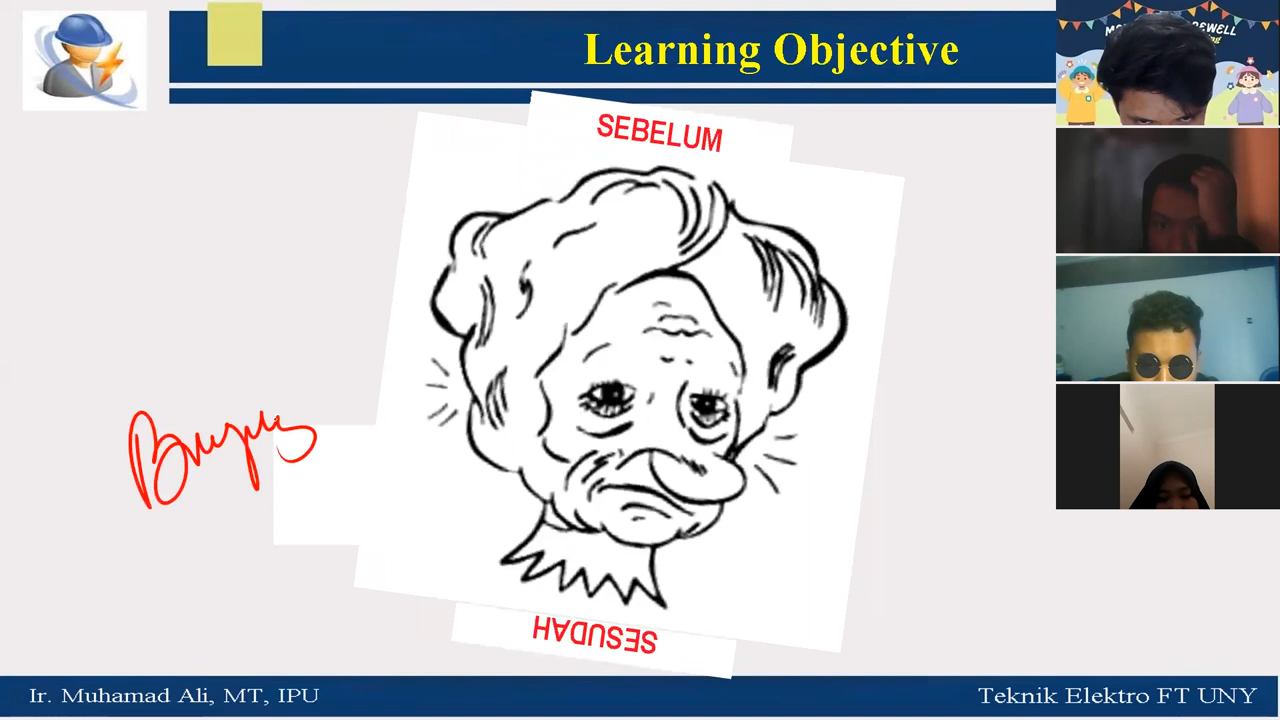 Learning Objective
SEBELUM
SESUDAH
Ir. Muhamad Ali, MT, IPU
Teknik Elektro FT UNY